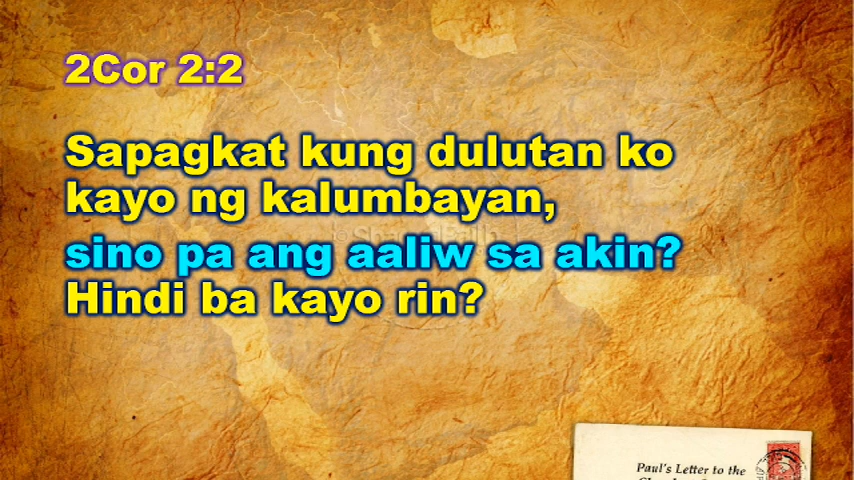 2Cor 2:2
Sapagkat kung dulutan ko
kayo ng kalumbayan,
sino pa ang aaliw sa akin?
Hindi ba kayo rin?
Paul's Letter to the